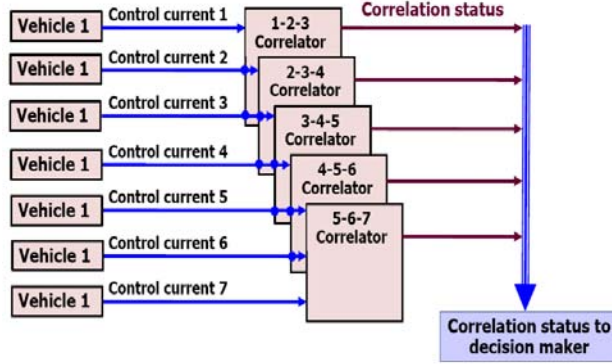 Vehicle 1
Control current 1
1-2-3
Correlator
Correlation status
Vehicle 1
Control current 2
2-3-4
Correlator
Vehicle 1
Control current 3
3-4-5
Correlator
Vehicle 1
Control current 4
4-5-6
Correlator
Vehicle 1
Control current 5
5-6-7
Correlator
Vehicle 1
Control current 6
Vehicle 1
Control current 7
Correlation status to
decision maker